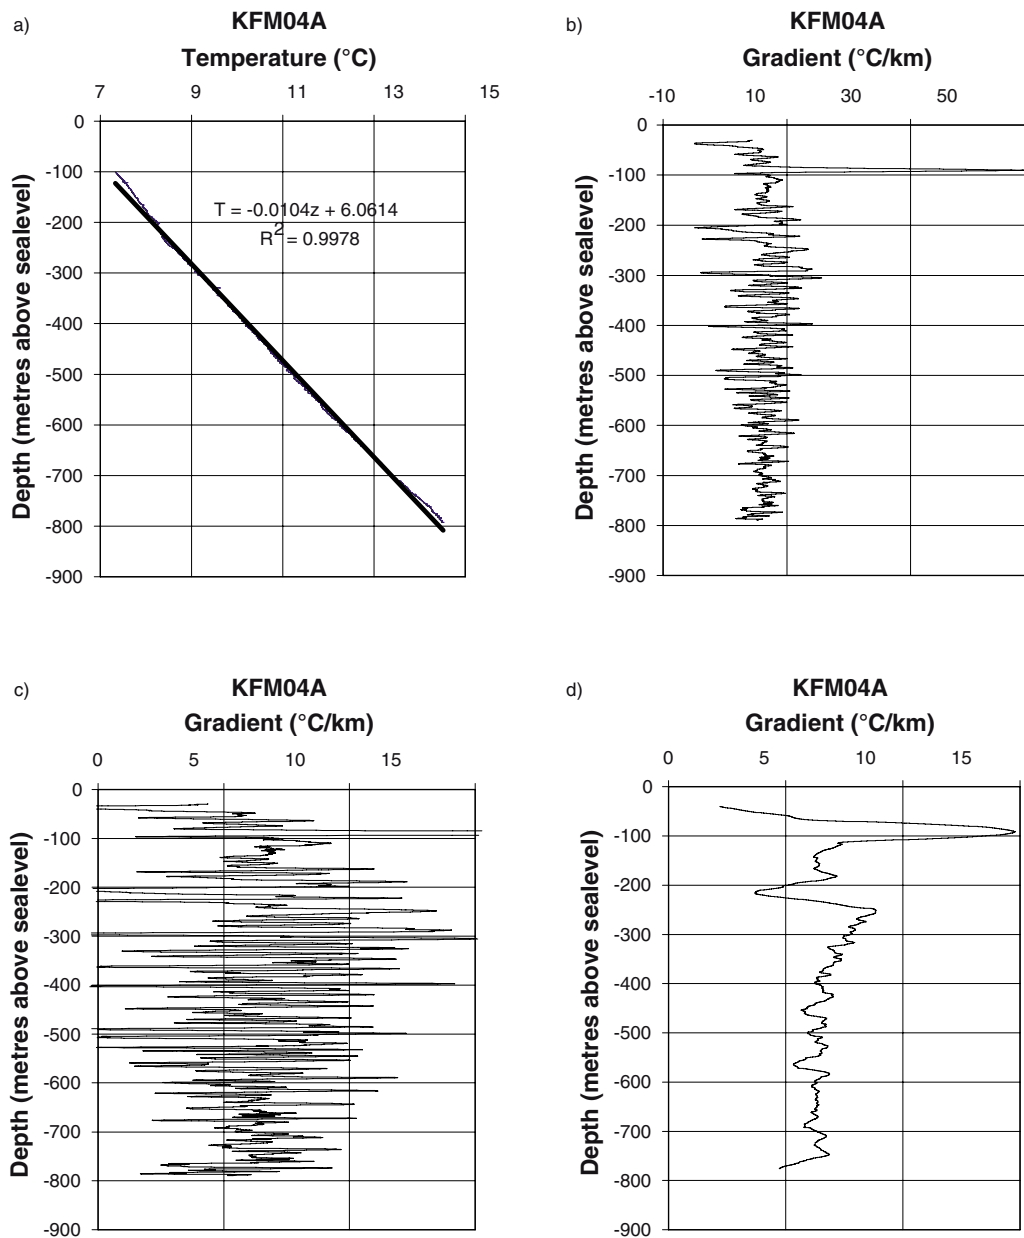 a)
KFM04A
Temperature (°C)
7 9 11 13 15
0
-100
-200
-300
-400
-500
-600
-700
-800
-900
Depth (metres above sealevel)
T = -0.0104z + 6.0614
R2 = 0.9978
b)
KFM04A
Gradient (°C/km)
-10 10 30 50
0
-100
-200
-300
-400
-500
-600
-700
-800
-900
Depth (metres above sealevel)
c)
KFM04A
Gradient (°C/km)
0 5 10 15
0
-100
-200
-300
-400
-500
-600
-700
-800
-900
Depth (metres above sealevel)
d)
KFM04A
Gradient (°C/km)
0 5 10 15
0
-100
-200
-300
-400
-500
-600
-700
-800
-900
Depth (metres above sealevel)